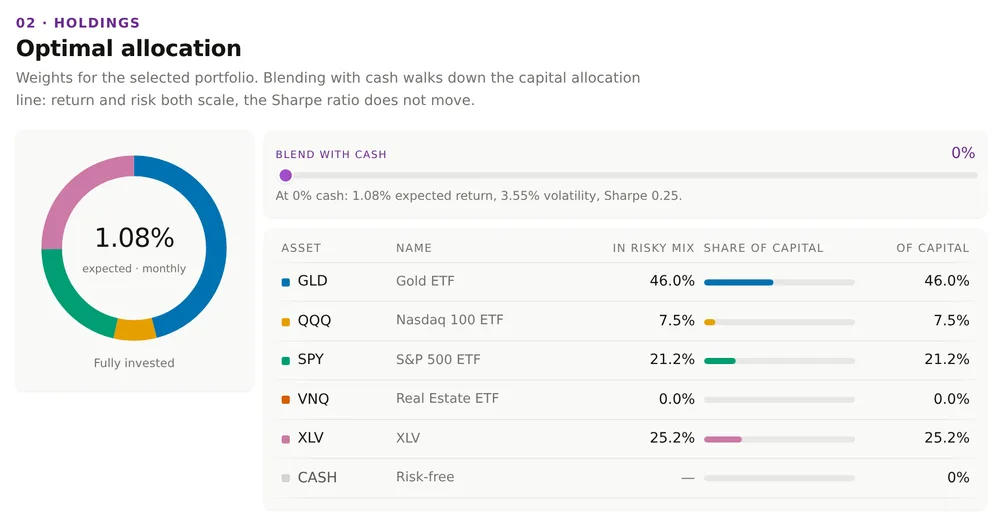 02 · HOLDINGS
Optimal allocation
Weights for the selected portfolio. Blending with cash walks down the capital allocation
line: return and risk both scale, the Sharpe ratio does not move.
1.08%
expected · monthly
Fully invested
BLEND WITH CASH 0%
At 0% cash: 1.08% expected return, 3.55% volatility, Sharpe 0.25.
ASSET NAME IN RISKY MIX SHARE OF CAPITAL OF CAPITAL
GLD Gold ETF 46.0% 46.0%
QQQ Nasdaq 100 ETF 7.5% 7.5%
SPY S&P 500 ETF 21.2% 21.2%
VNQ Real Estate ETF 0.0% 0.0%
XLV XLV 25.2% 25.2%
CASH Risk-free — 0%